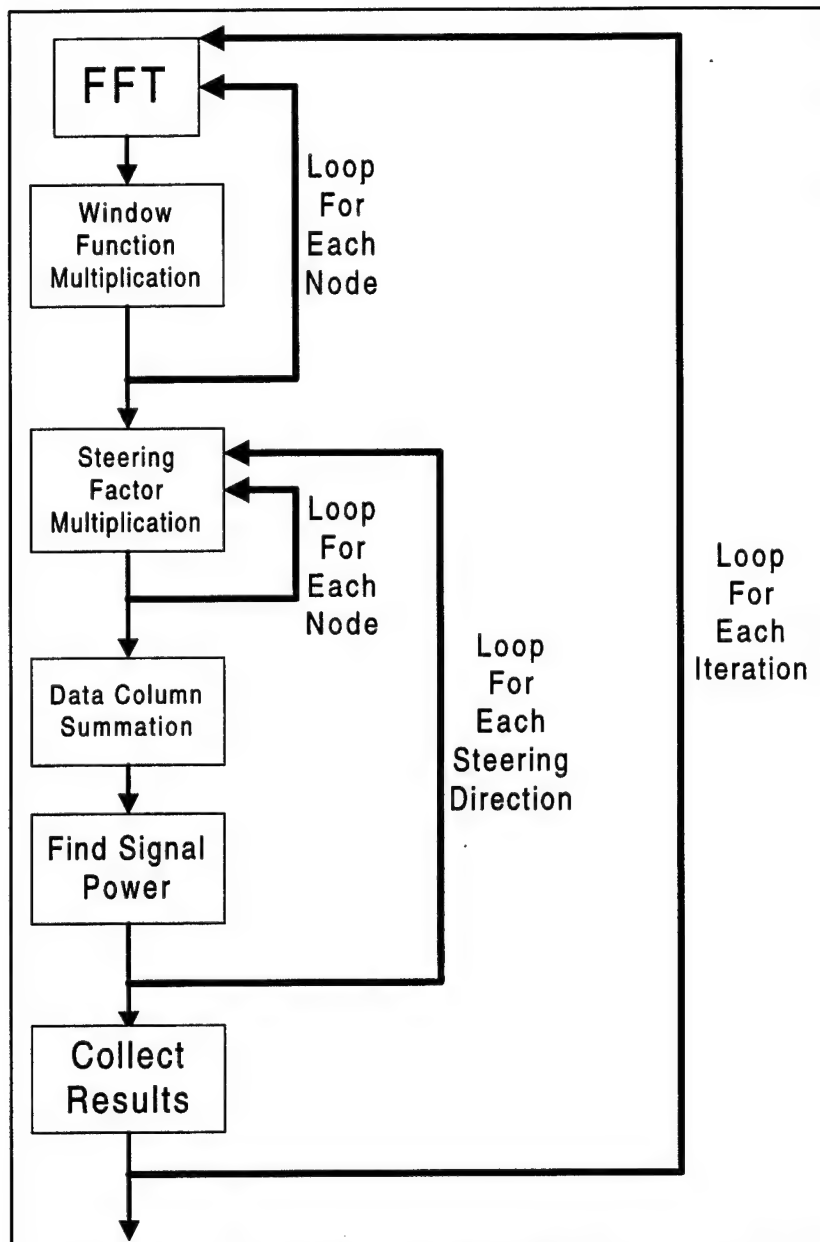 FFT
Loop
For
Each
Node
Window
Function
Multiplication
Steering
Factor
Multiplication
Loop
For
Each
Node
Loop
For
Each
Iteration
Loop
For
Each
Steering
Direction
Data Column
Summation
Find Signal
Power
Collect
Results